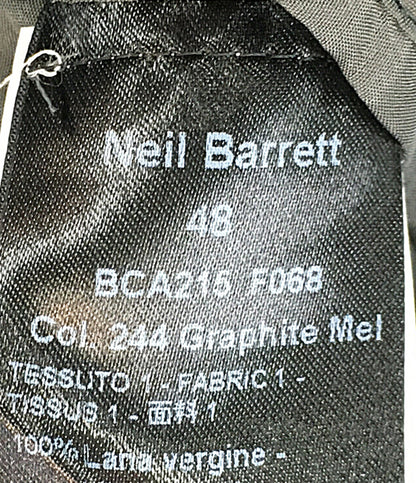 Neil Barrett
48
BCA215 F068
Col. 244 Graphite Mel
TESSUTO 1 - FABRIC 1 -
TISSUS 1 - 面料 1
100% Lana vergine -